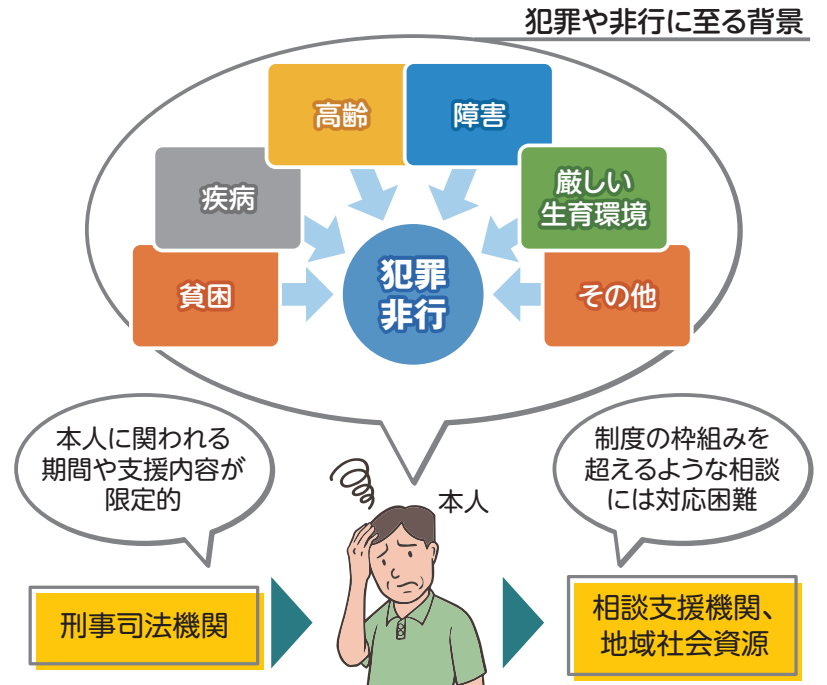 犯罪や非行に至る背景
高齢
障害
疾病
厳しい
生育環境
貧困
犯罪
非行
その他
本人に関われる
期間や支援内容が
限定的
制度の枠組みを
超えるような相談
には対応困難
本人
刑事司法機関
相談支援機関、
地域社会資源